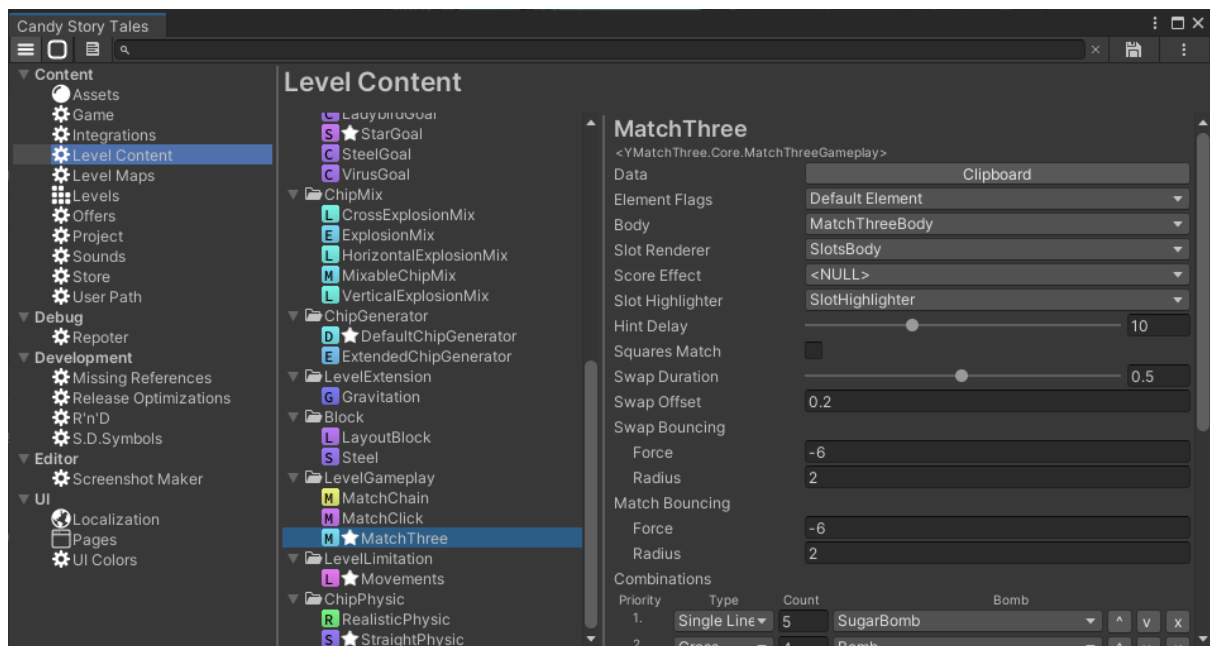 Candy Story Tales
Content
Assets
Game
Integrations
Level Content
Level Maps
Levels
Offers
Project
Sounds
Store
User Path
Debug
Repoter
Development
Missing References
Release Optimizations
R'n'D
S.D.Symbols
Editor
Screenshot Maker
UI
Localization
Pages
UI Colors
Level Content
C LadybirdGoal
S StarGoal
C SteelGoal
C VirusGoal
ChipMix
L CrossExplosionMix
E ExplosionMix
L HorizontalExplosionMix
M MixableChipMix
L VerticalExplosionMix
ChipGenerator
D DefaultChipGenerator
E ExtendedChipGenerator
LevelExtension
G Gravitation
Block
L LayoutBlock
S Steel
LevelGameplay
M MatchChain
M MatchClick
M MatchThree
LevelLimitation
L Movements
ChipPhysic
R RealisticPhysic
S StraightPhysic
MatchThree
<YMatchThree.Core.MatchThreeGameplay>
Data Clipboard
Element Flags Default Element
Body MatchThreeBody
Slot Renderer SlotsBody
Score Effect <NULL>
Slot Highlighter SlotHighlighter
Hint Delay 10
Squares Match
Swap Duration 0.5
Swap Offset 0.2
Swap Bouncing
Force -6
Radius 2
Match Bouncing
Force -6
Radius 2
Combinations
Priority Type Count Bomb
1. Single Line 5 SugarBomb ^ v x
2. Cross 4 Bomb